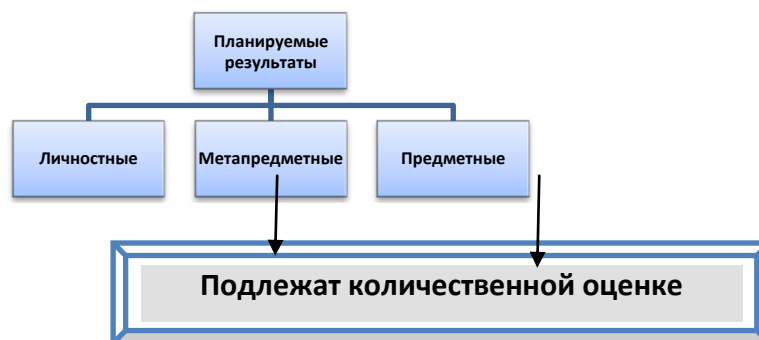 Планируемые
результаты
Личностные
Метапредметные
Предметные
Подлежат количественной оценке